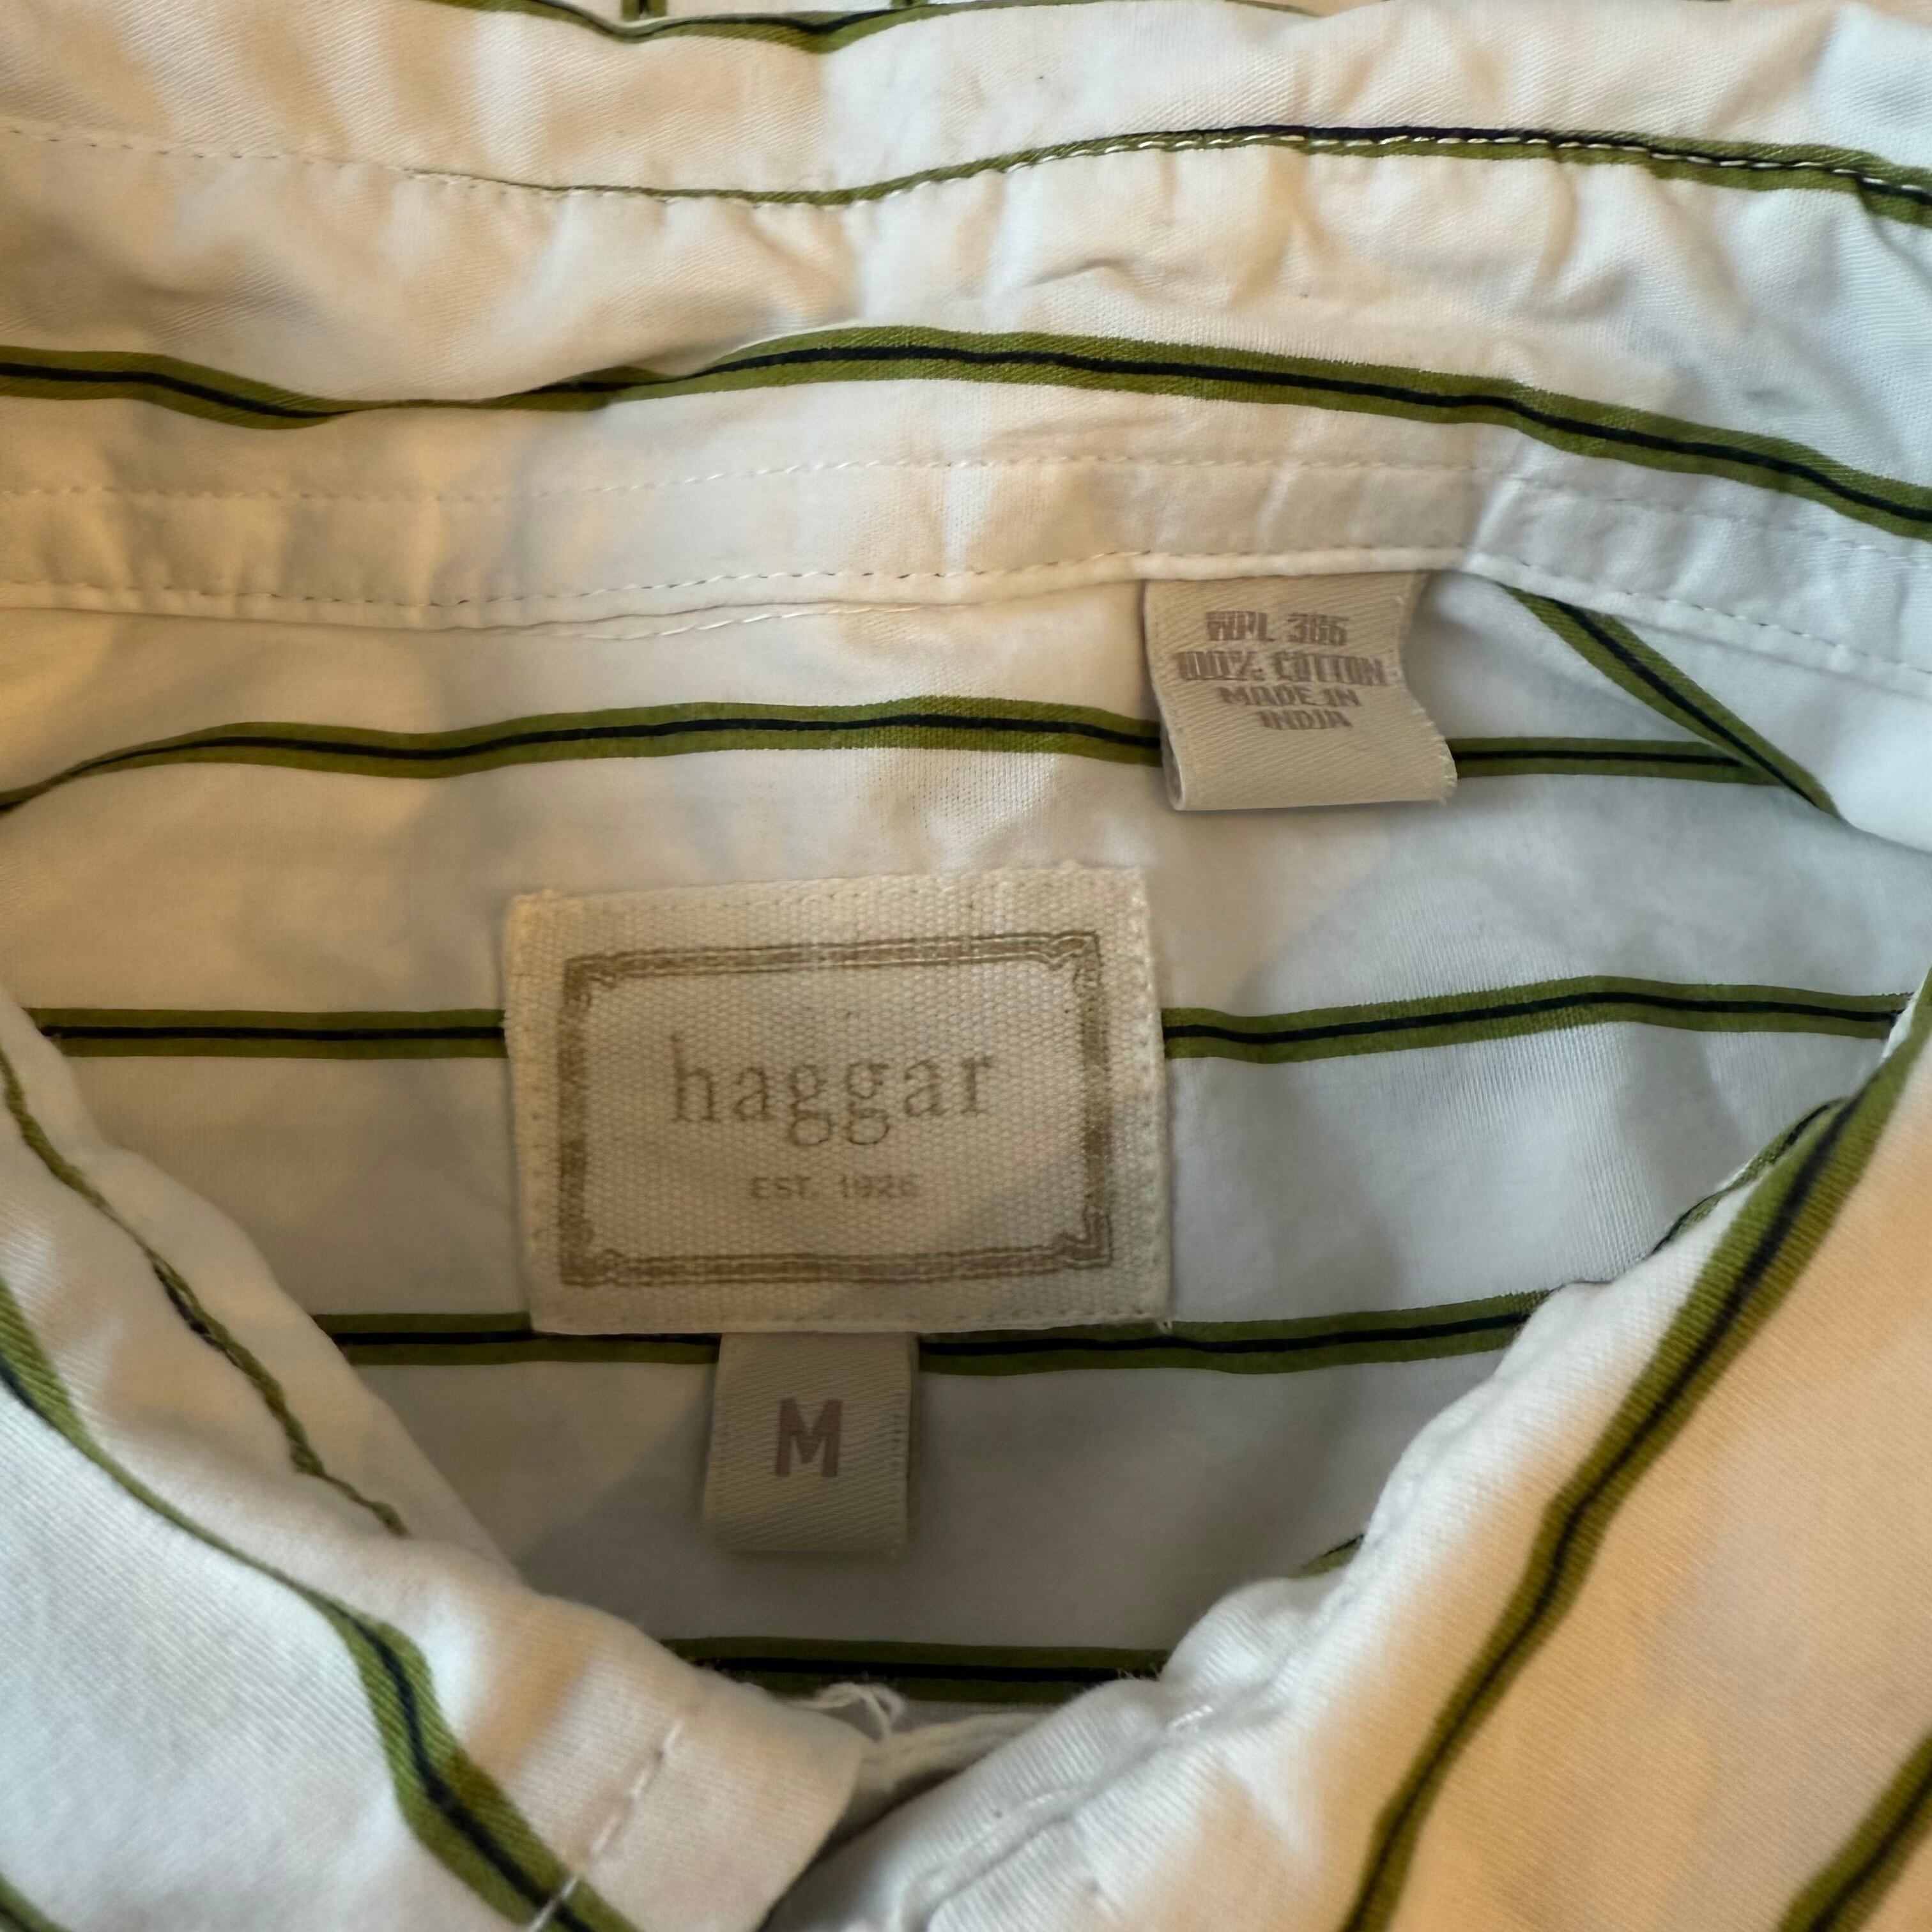 WPL 386
100% COTTON
MADE IN
INDIA
haggar
EST. 1926
M